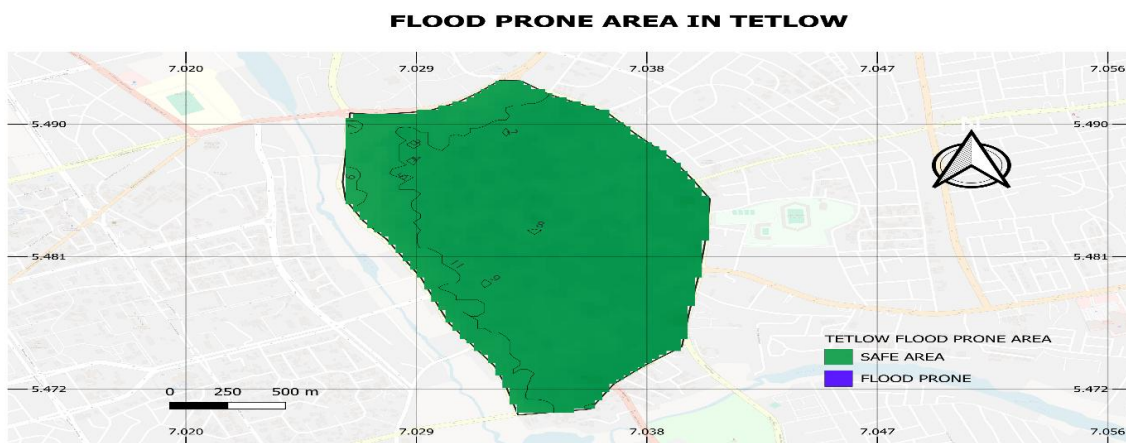 FLOOD PRONE AREA IN TETLOW
7.020 7.029 7.038 7.047 7.056
5.490 5.490
N
5.481 5.481
TETLOW FLOOD PRONE AREA
SAFE AREA
FLOOD PRONE
0 250 500 m
5.472 5.472
7.020 7.029 7.038 7.047 7.056